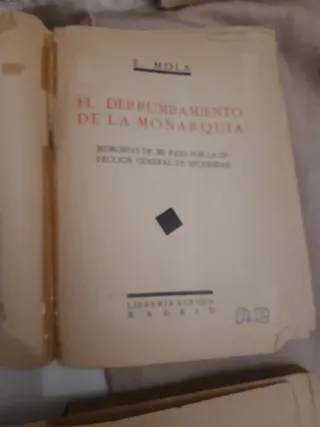 E. MOLA
EL DERRUMBAMIENTO
DE LA MONARQUIA
MEMORIAS DE MI PASO POR LA DI-
RECCION GENERAL DE SEGURIDAD
LIBRERIA BERGUA
MADRID